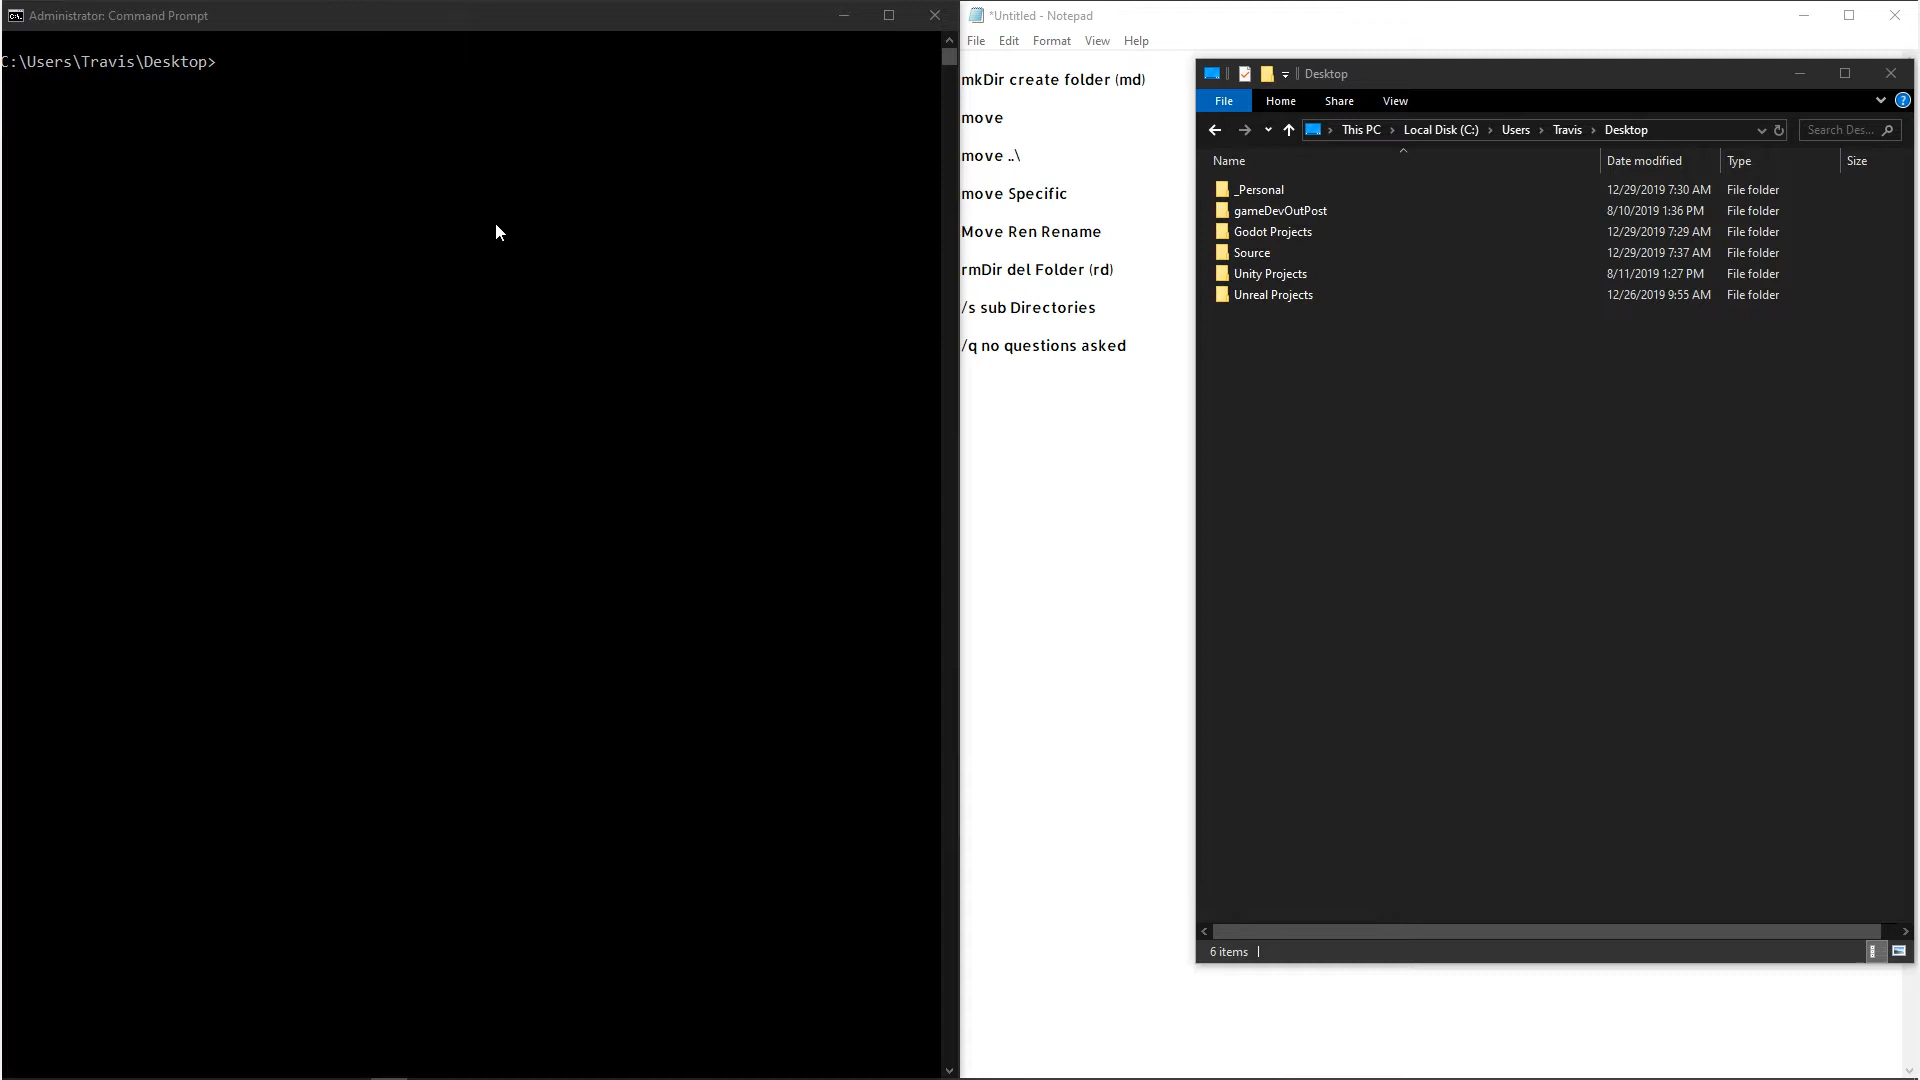 Administrator: Command Prompt
C:\Users\Travis\Desktop>
*Untitled - Notepad
File Edit Format View Help
mkDir create folder (md)
move
move ..\
move Specific
Move Ren Rename
rmDir del Folder (rd)
/s sub Directories
/q no questions asked
Desktop
File Home Share View
This PC > Local Disk (C:) > Users > Travis > Desktop
Search Des...
Name Date modified Type Size
_Personal 12/29/2019 7:30 AM File folder
gameDevOutPost 8/10/2019 1:36 PM File folder
Godot Projects 12/29/2019 7:29 AM File folder
Source 12/29/2019 7:37 AM File folder
Unity Projects 8/11/2019 1:27 PM File folder
Unreal Projects 12/26/2019 9:55 AM File folder
6 items